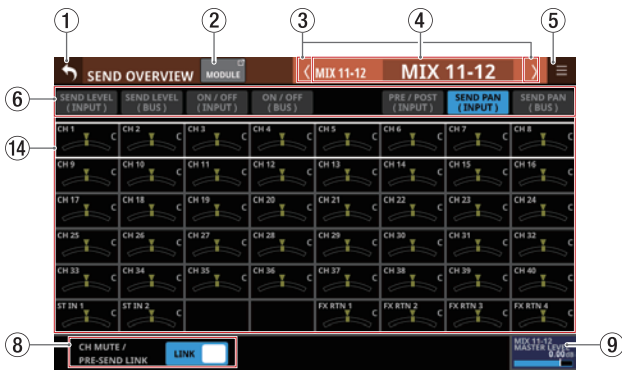 1 2 3 4 5
SEND OVERVIEW MODULE MIX 11-12 MIX 11-12
6
SEND LEVEL (INPUT) SEND LEVEL (BUS) ON / OFF (INPUT) ON / OFF (BUS) PRE / POST (INPUT) SEND PAN (INPUT) SEND PAN (BUS)
14
CH 1 C CH 2 C CH 3 C CH 4 C CH 5 C CH 6 C CH 7 C CH 8 C
CH 9 C CH 10 C CH 11 C CH 12 C CH 13 C CH 14 C CH 15 C CH 16 C
CH 17 C CH 18 C CH 19 C CH 20 C CH 21 C CH 22 C CH 23 C CH 24 C
CH 25 C CH 26 C CH 27 C CH 28 C CH 29 C CH 30 C CH 31 C CH 32 C
CH 33 C CH 34 C CH 35 C CH 36 C CH 37 C CH 38 C CH 39 C CH 40 C
ST IN 1 C ST IN 2 C FX RTN 1 C FX RTN 2 C FX RTN 3 C FX RTN 4 C
8
CH MUTE /
PRE-SEND LINK
LINK
MIX 11-12
MASTER LEVEL
0.00dB
9